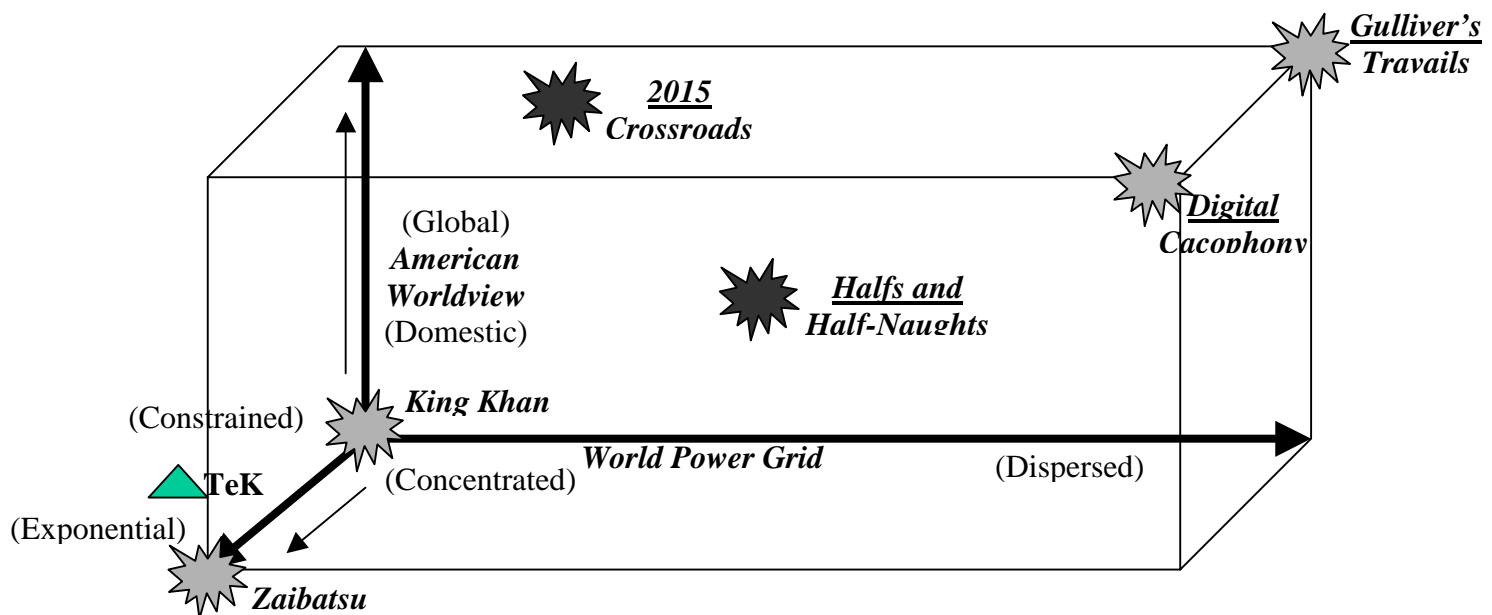 Gulliver's
Travails
2015
Crossroads
Digital
Cacophony
(Global)
American
Worldview
(Domestic)
Halfs and
Half-Naughts
King Khan
(Constrained)
World Power Grid
(Dispersed)
(Concentrated)
TeK
(Exponential)
Zaibatsu